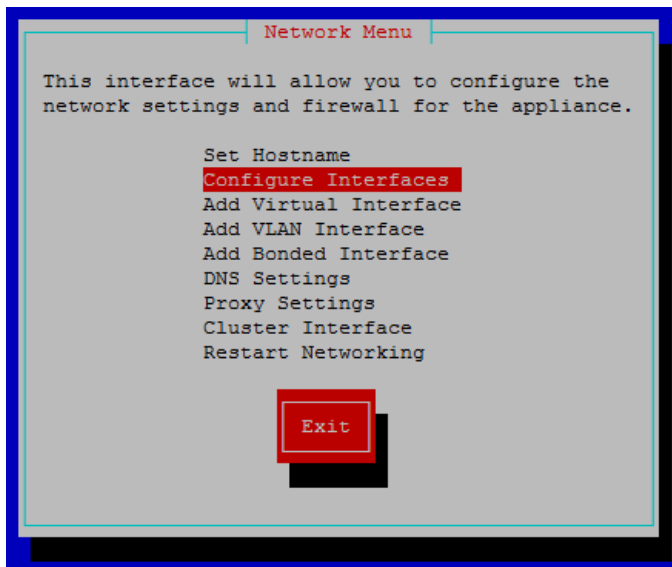 Network Menu
This interface will allow you to configure the
network settings and firewall for the appliance.
Set Hostname
Configure Interfaces
Add Virtual Interface
Add VLAN Interface
Add Bonded Interface
DNS Settings
Proxy Settings
Cluster Interface
Restart Networking
Exit